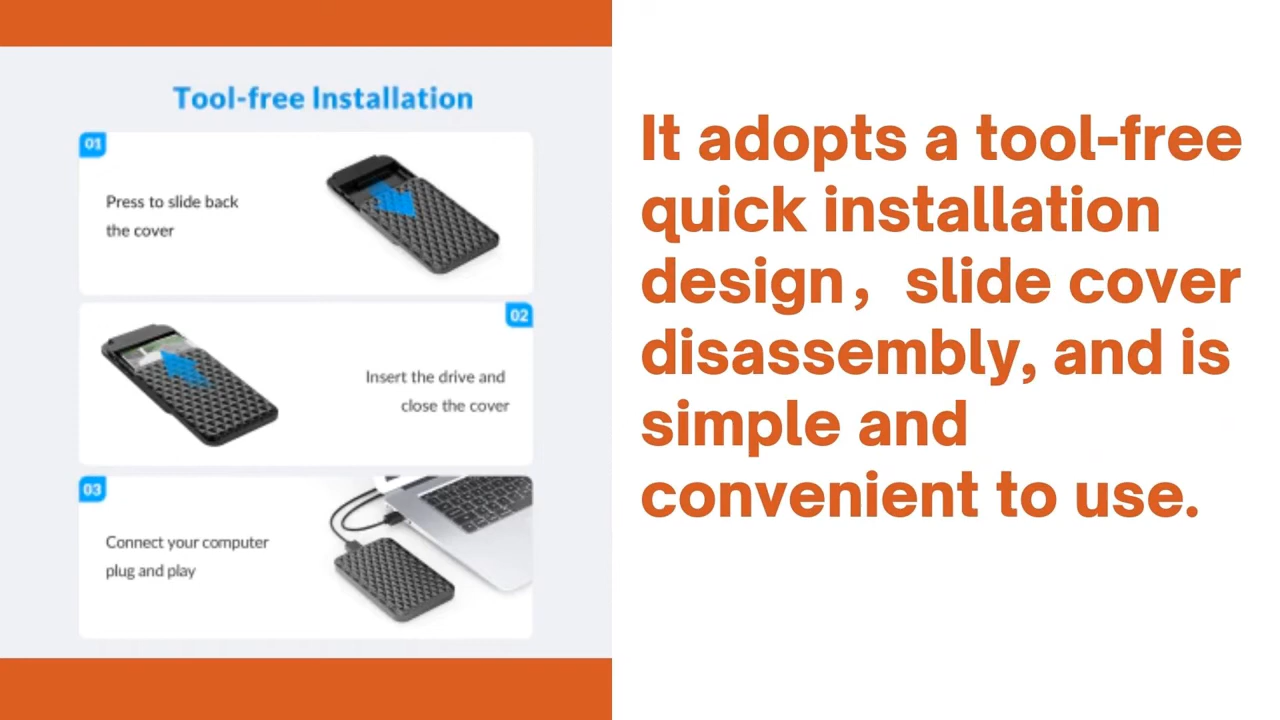 Tool-free Installation
01
Press to slide back
the cover
02
Insert the drive and
close the cover
03
Connect your computer
plug and play
It adopts a tool-free
quick installation
design，slide cover
disassembly, and is
simple and
convenient to use.